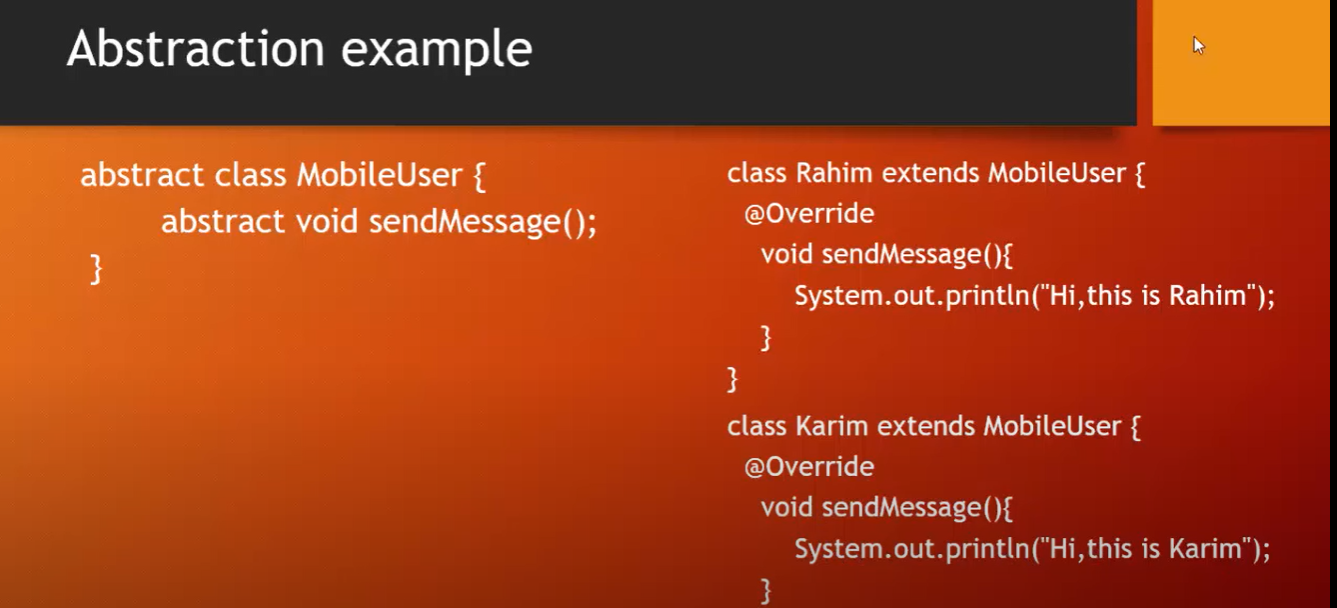 Abstraction example
abstract class MobileUser {
abstract void sendMessage();
}
class Rahim extends MobileUser {
@Override
void sendMessage(){
System.out.println("Hi,this is Rahim");
}
}
class Karim extends MobileUser {
@Override
void sendMessage(){
System.out.println("Hi,this is Karim");
}